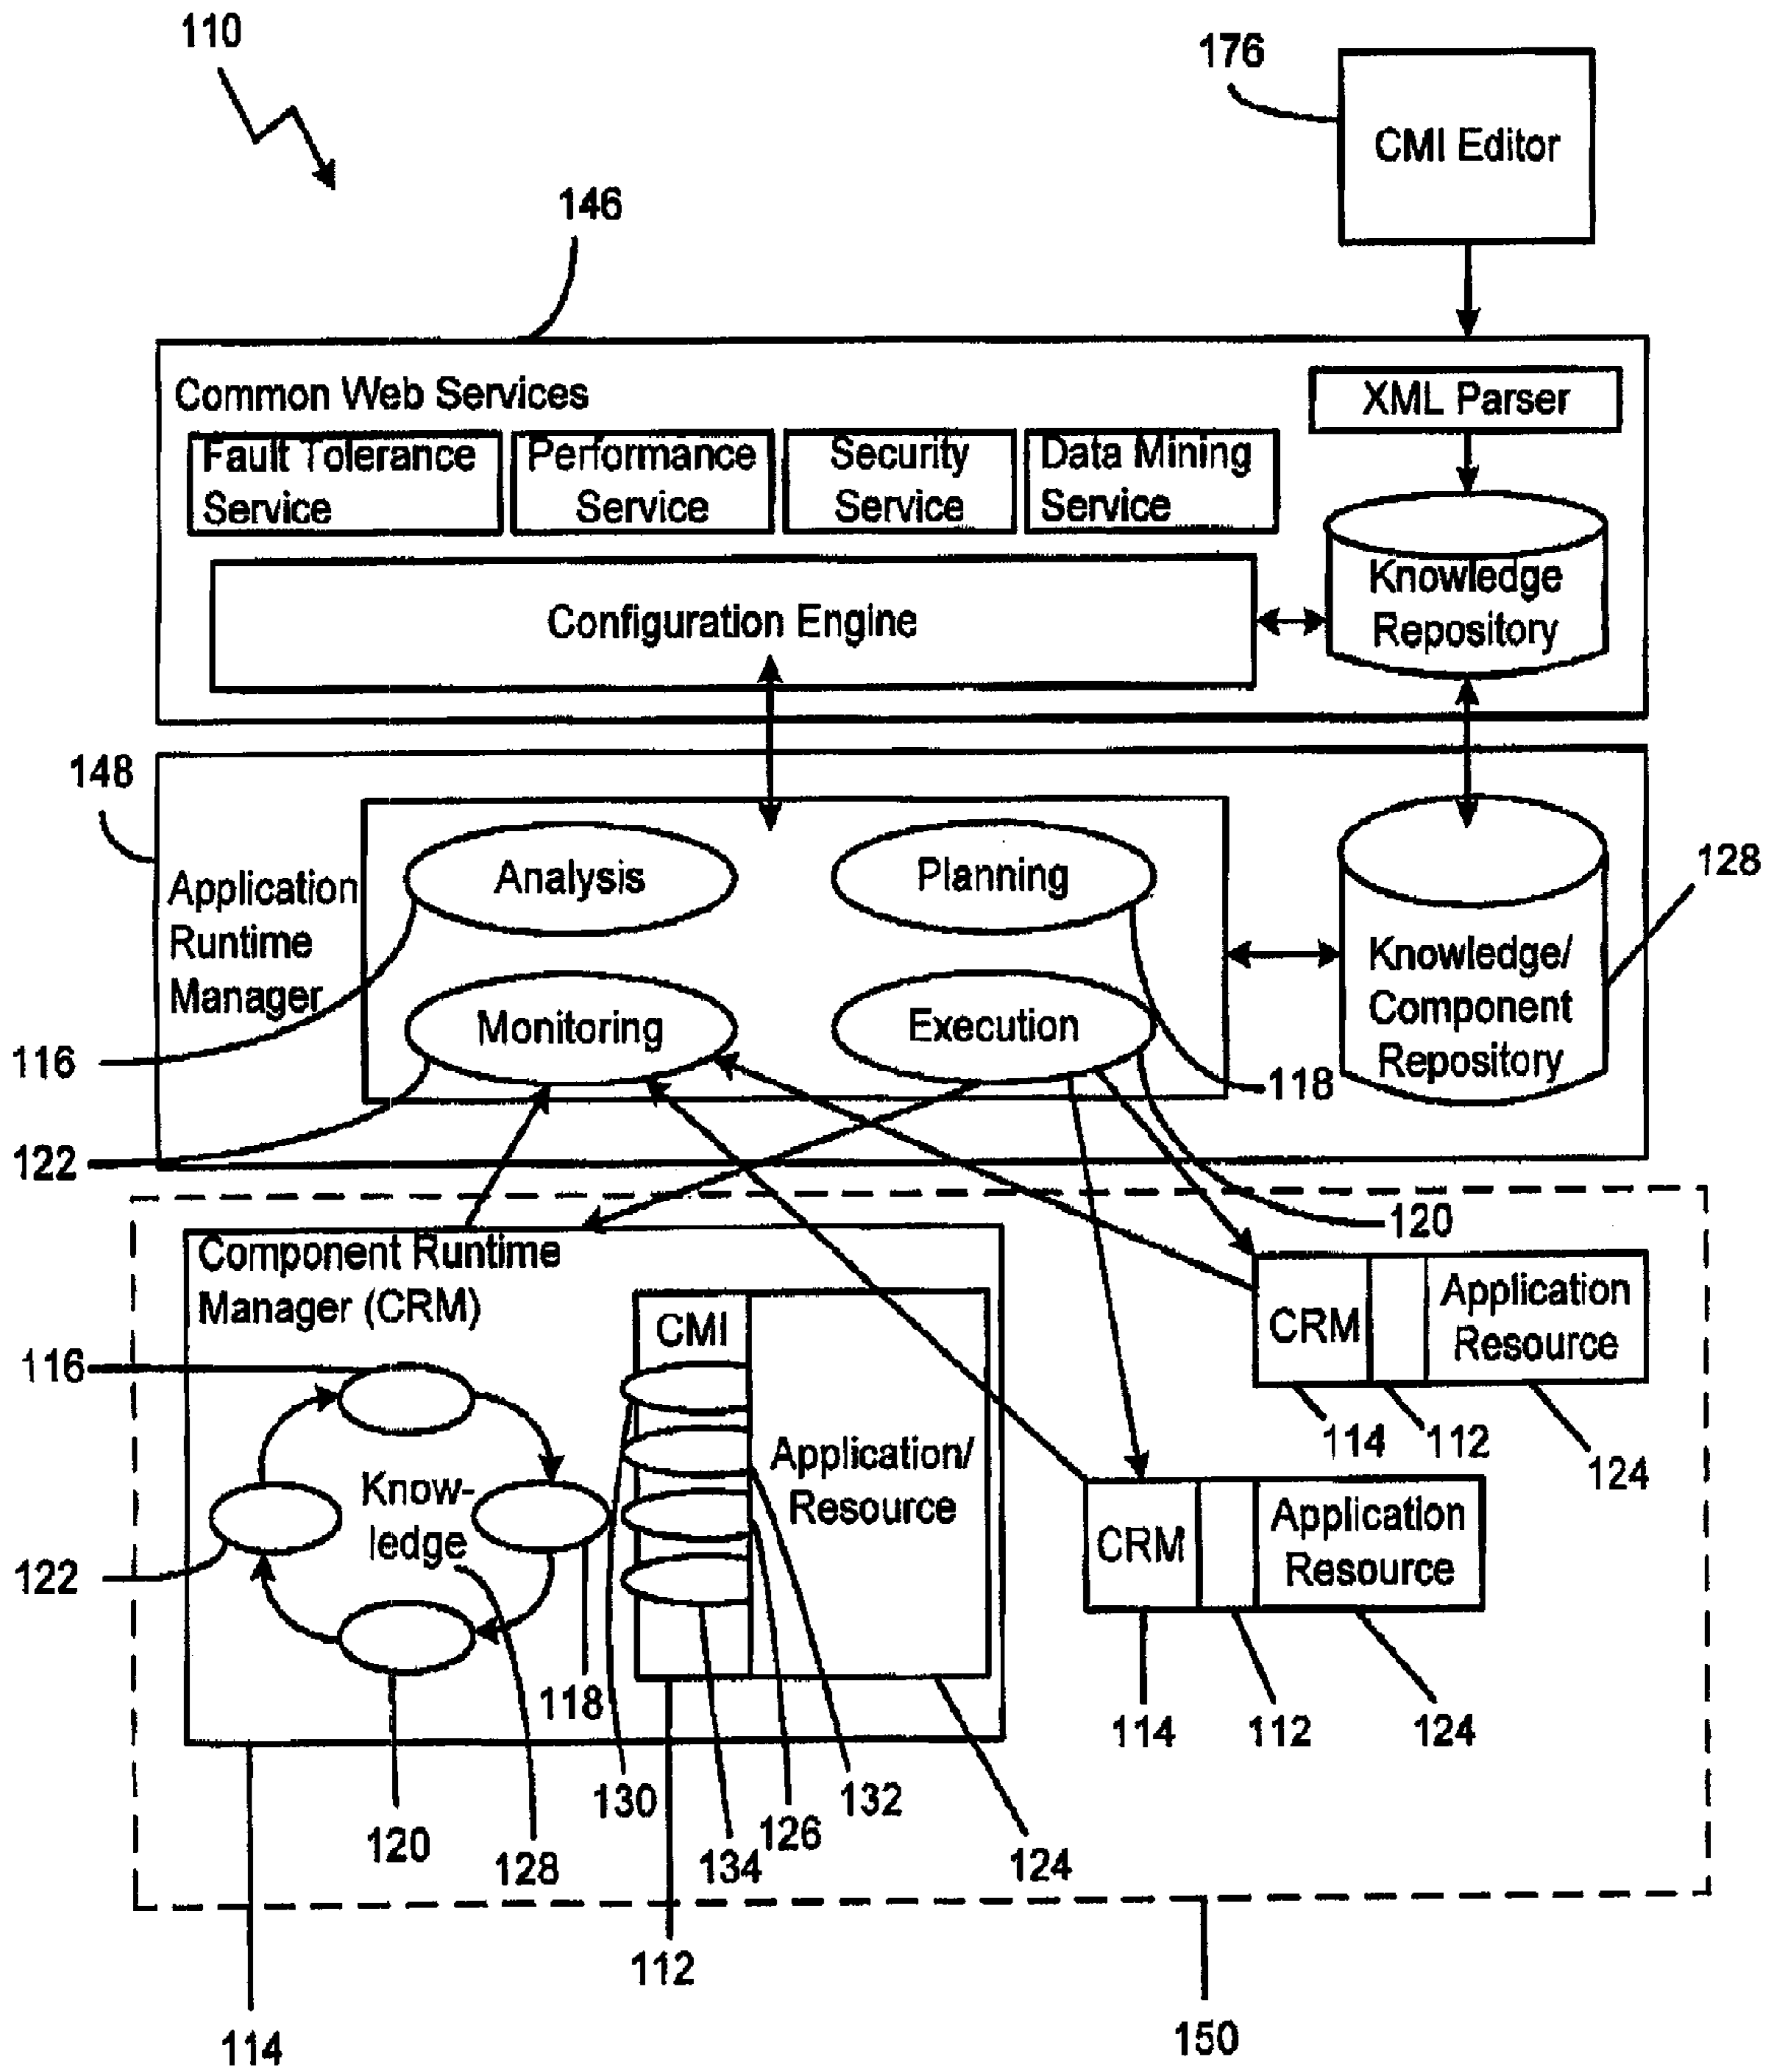 110
176
CMI Editor
146
Common Web Services
XML Parser
Fault Tolerance
Service
Performance
Service
Security
Service
Data Mining
Service
Knowledge
Repository
Configuration Engine
148
Application
Runtime
Manager
Analysis
Planning
128
Knowledge/
Component
Repository
Monitoring
Execution
116
118
122
120
Component Runtime
Manager (CRM)
CMI
CRM
Application
Resource
116
114
112
124
Application/
Resource
Know-
ledge
CRM
Application
Resource
122
118
114
112
124
130
132
126
120
128
134
124
112
114
150